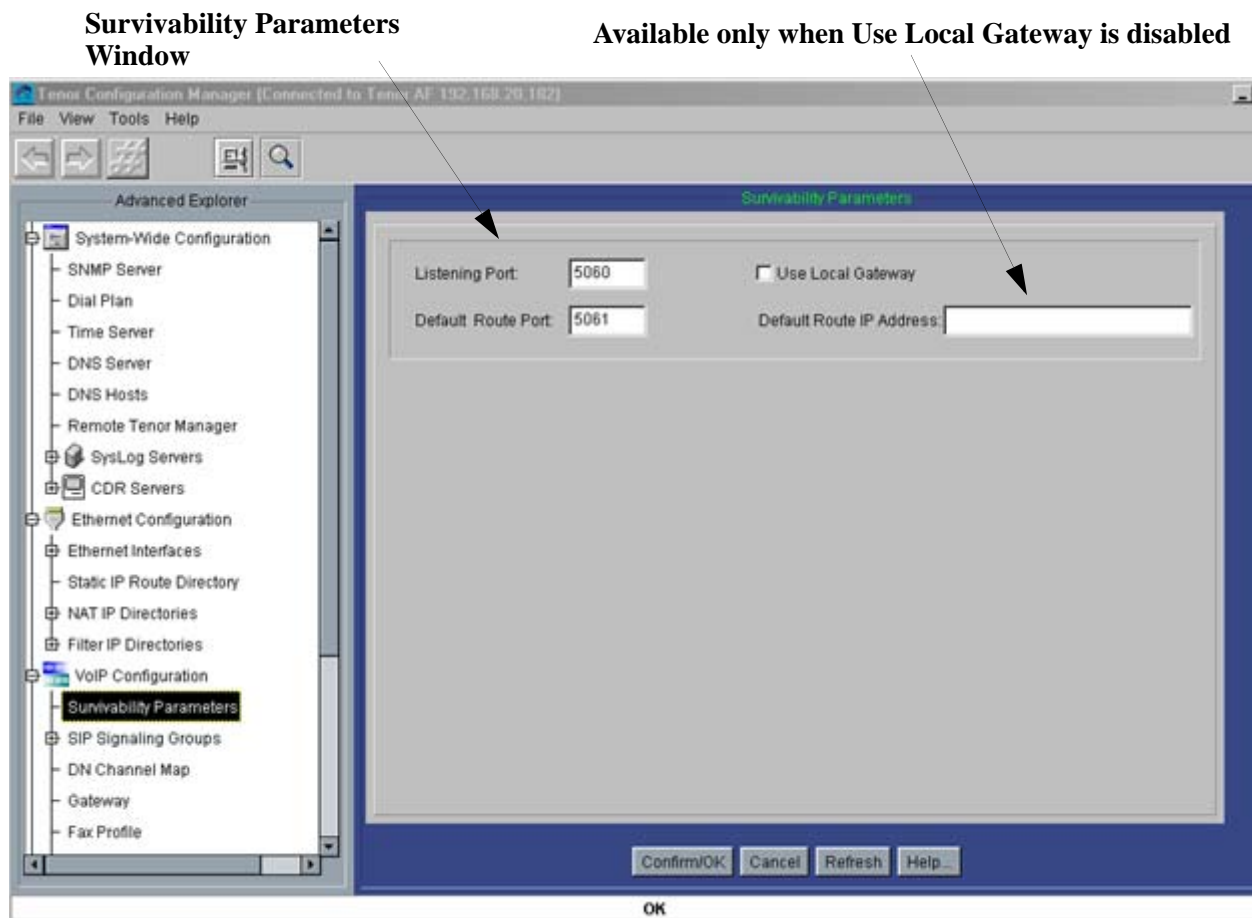 Survivability Parameters
Window
Available only when Use Local Gateway is disabled
Tenor Configuration Manager (Connected to Tenor AF 192.168.20.182)
File View Tools Help
Advanced Explorer
System-Wide Configuration
SNMP Server
Dial Plan
Time Server
DNS Server
DNS Hosts
Remote Tenor Manager
SysLog Servers
CDR Servers
Ethernet Configuration
Ethernet Interfaces
Static IP Route Directory
NAT IP Directories
Filter IP Directories
VoIP Configuration
Survivability Parameters
SIP Signaling Groups
DN Channel Map
Gateway
Fax Profile
Survivability Parameters
Listening Port: 5060 Use Local Gateway
Default Route Port: 5061 Default Route IP Address:
Confirm/OK Cancel Refresh Help...
OK